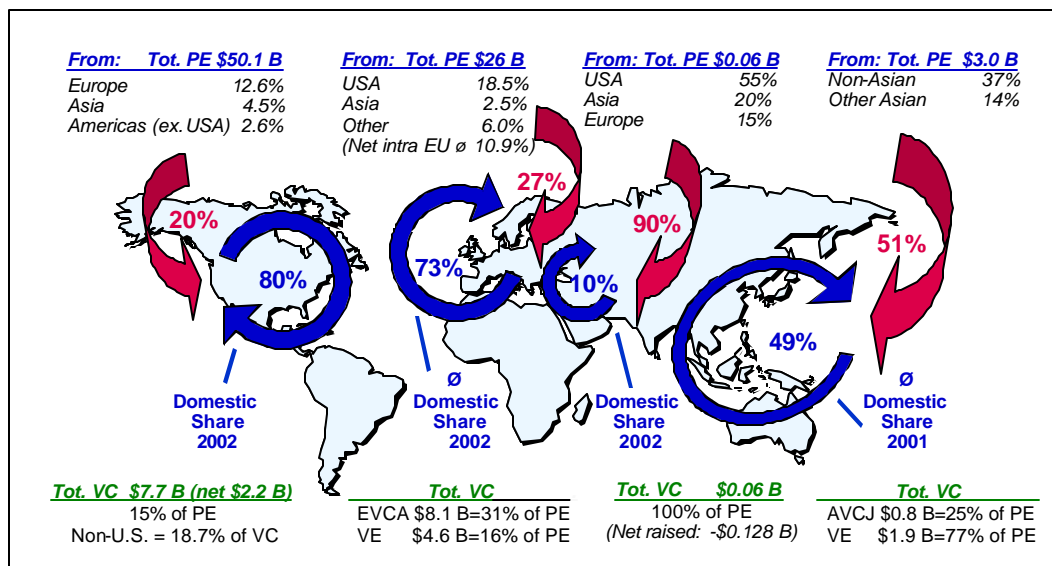 From: Tot. PE $50.1 B
Europe 12.6%
Asia 4.5%
Americas (ex. USA) 2.6%
From: Tot. PE $26 B
USA 18.5%
Asia 2.5%
Other 6.0%
(Net intra EU ø 10.9%)
From: Tot. PE $0.06 B
USA 55%
Asia 20%
Europe 15%
From: Tot. PE $3.0 B
Non-Asian 37%
Other Asian 14%
20%
80%
27%
73%
90%
10%
51%
49%
Domestic
Share
2002
Ø
Domestic
Share
2002
Domestic
Share
2002
Ø
Domestic
Share
2001
Tot. VC $7.7 B (net $2.2 B)
15% of PE
Non-U.S. = 18.7% of VC
Tot. VC
EVCA $8.1 B=31% of PE
VE $4.6 B=16% of PE
Tot. VC $0.06 B
100% of PE
(Net raised: -$0.128 B)
Tot. VC
AVCJ $0.8 B=25% of PE
VE $1.9 B=77% of PE